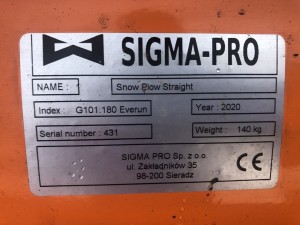 SIGMA-PRO
NAME : Snow Plow Straight
Index : G101.180 Everun Year : 2020
Serial number : 431 Weight : 140 kg
SIGMA PRO Sp. z o.o.
ul. Zakładników 35
98-200 Sieradz
CE